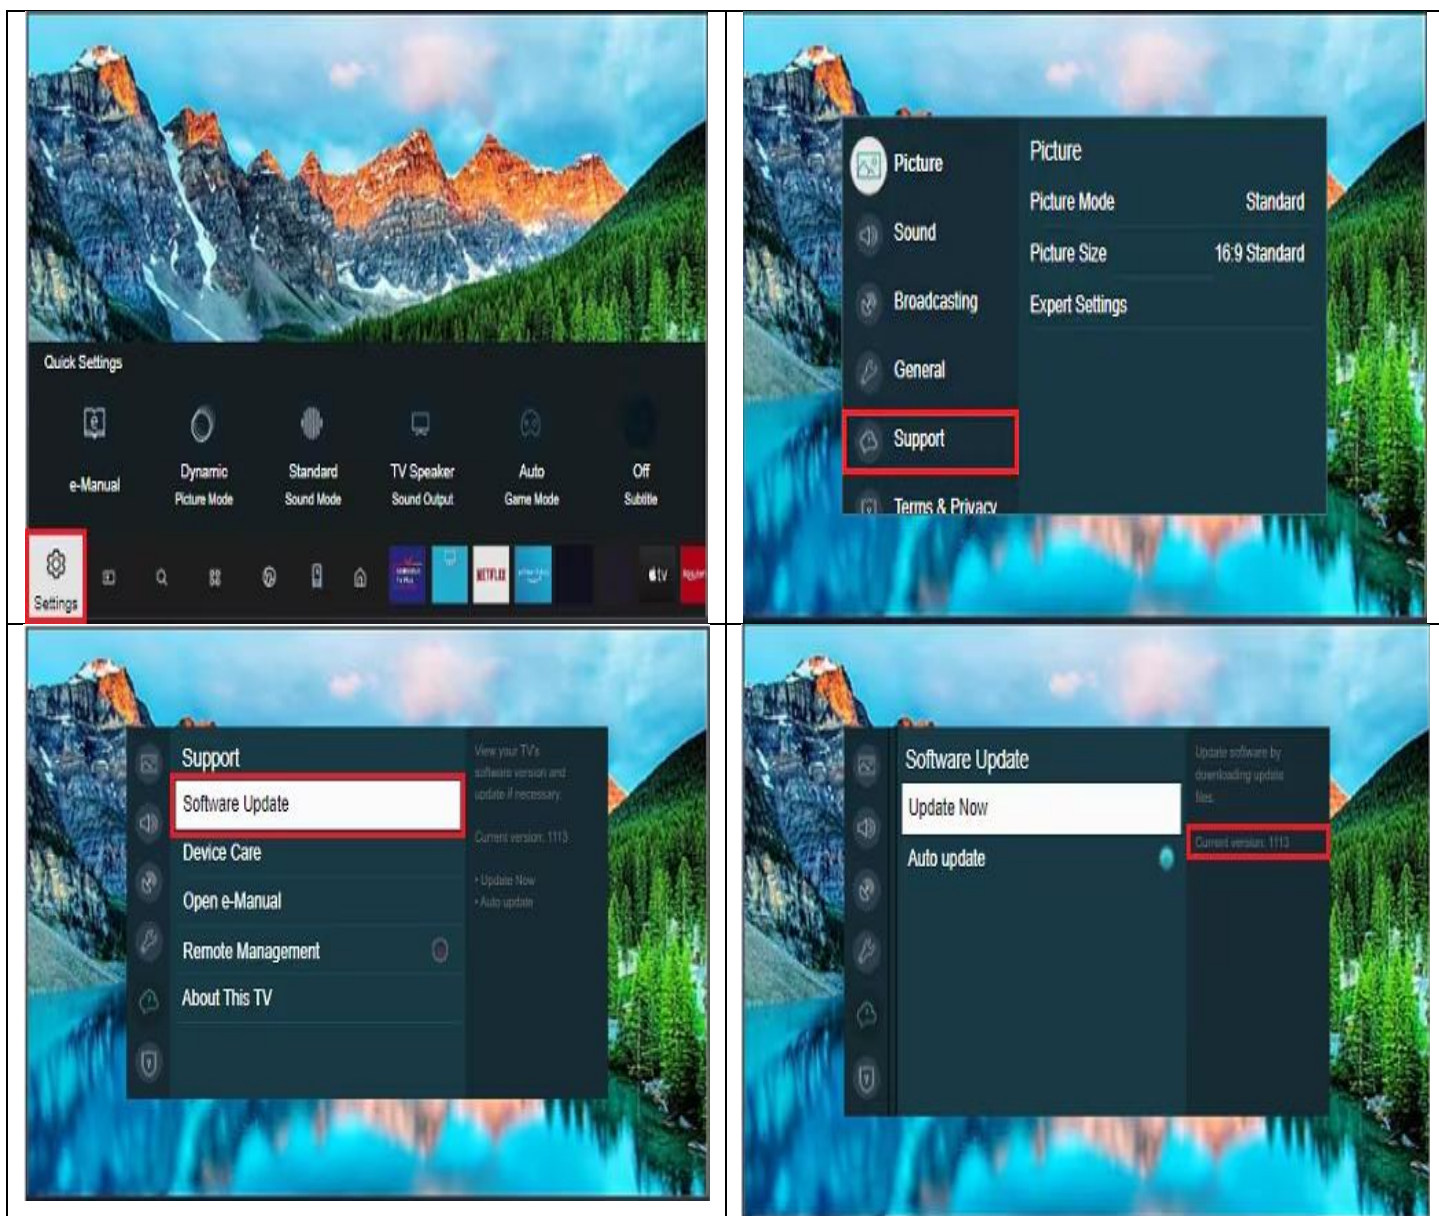 Quick Settings
e-Manual
Dynamic
Picture Mode
Standard
Sound Mode
TV Speaker
Sound Output
Auto
Game Mode
Off
Subtitle
Settings
NETFLIX
tv
Picture
Sound
Broadcasting
General
Support
Terms & Privacy
Picture
Picture Mode Standard
Picture Size 16:9 Standard
Expert Settings
Support
Software Update
Device Care
Open e-Manual
Remote Management
About This TV
View your TV's
software version and
update if necessary.
Current version: 1113
• Update Now
• Auto update
Software Update
Update Now
Auto update
Update software by
downloading update
files.
Current version: 1113